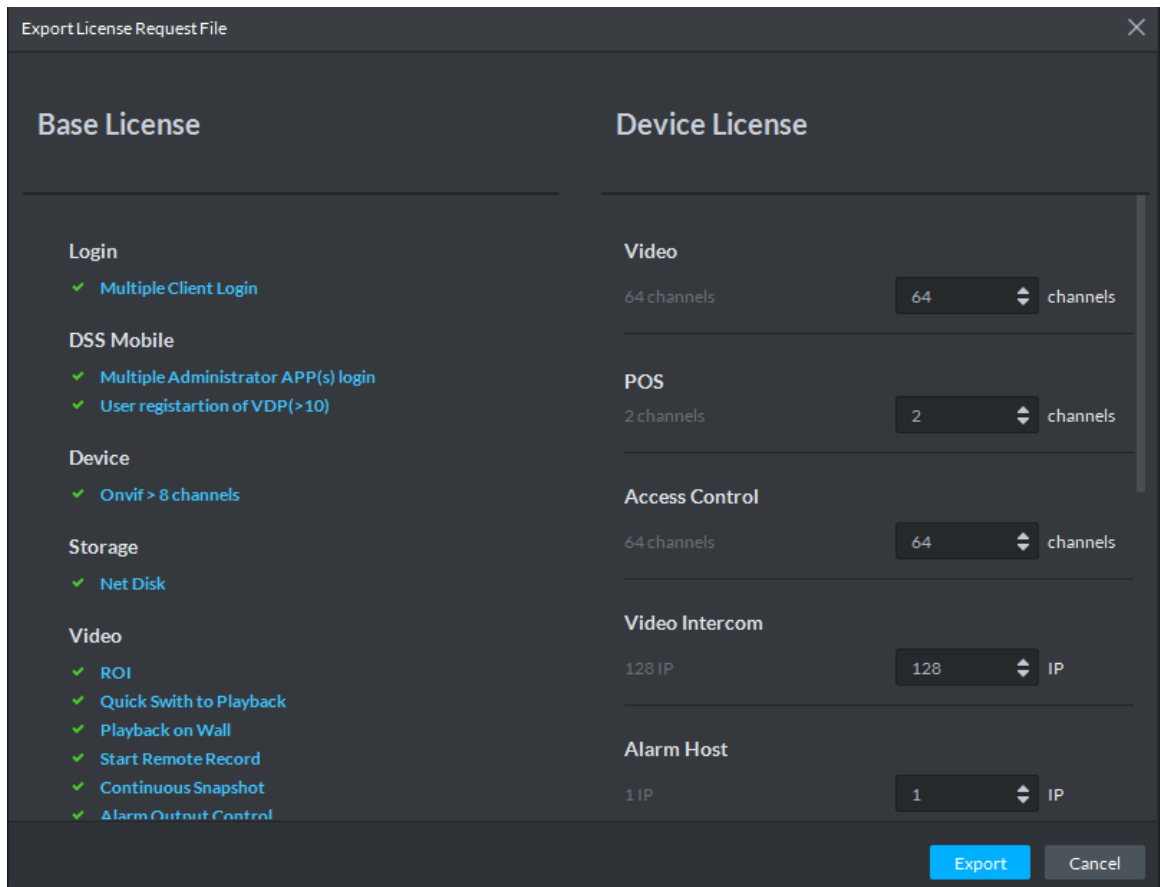 Export License Request File
Base License
Login
Multiple Client Login
DSS Mobile
Multiple Administrator APP(s) login
User registartion of VDP(>10)
Device
Onvif > 8 channels
Storage
Net Disk
Video
ROI
Quick Swith to Playback
Playback on Wall
Start Remote Record
Continuous Snapshot
Alarm Output Control
Device License
Video
64 channels 64 channels
POS
2 channels 2 channels
Access Control
64 channels 64 channels
Video Intercom
128 IP 128 IP
Alarm Host
1 IP 1 IP
Export Cancel